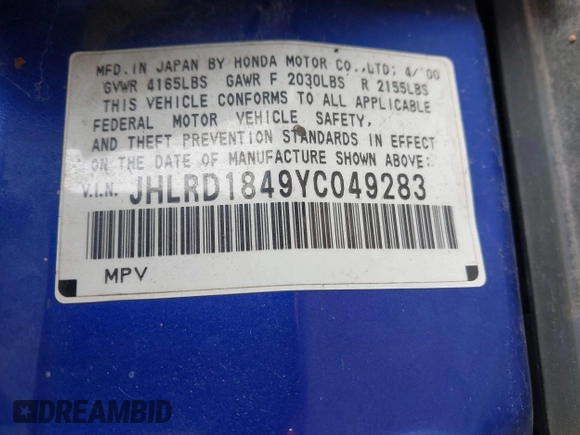 MFD. IN JAPAN BY HONDA MOTOR CO.,LTD; 4/'00
GVWR 4165LBS GAWR F 2030LBS R 2155LBS
THIS VEHICLE CONFORMS TO ALL APPLICABLE
FEDERAL MOTOR VEHICLE SAFETY,
AND THEFT PREVENTION STANDARDS IN EFFECT
ON THE DATE OF MANUFACTURE SHOWN ABOVE:
V.I.N. JHLRD1849YC049283
MPV
DREAMBID